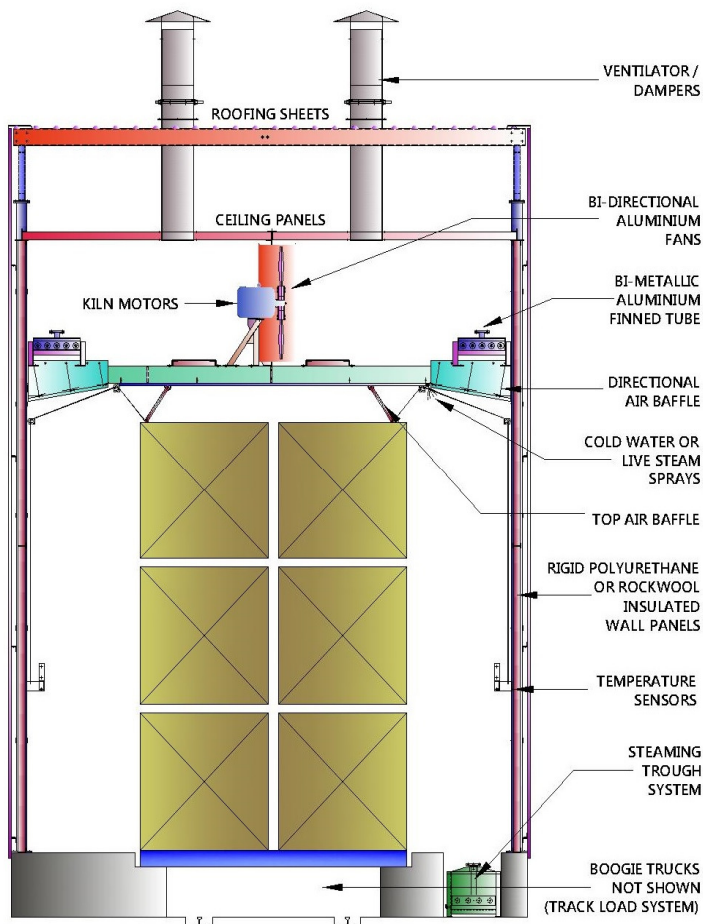 VENTILATOR /
DAMPERS
ROOFING SHEETS
CEILING PANELS
BI-DIRECTIONAL
ALUMINIUM
FANS
KILN MOTORS
BI-METALLIC
ALUMINIUM
FINNED TUBE
DIRECTIONAL
AIR BAFFLE
COLD WATER OR
LIVE STEAM
SPRAYS
TOP AIR BAFFLE
RIGID POLYURETHANE
OR ROCKWOOL
INSULATED
WALL PANELS
TEMPERATURE
SENSORS
STEAMING
TROUGH
SYSTEM
BOOGIE TRUCKS
NOT SHOWN
(TRACK LOAD SYSTEM)